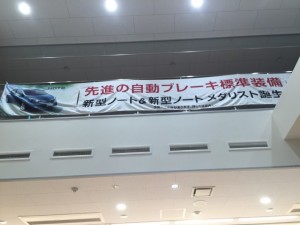 先進の自動ブレーキ標準装備
新型ノート&新型ノート メダリスト誕生